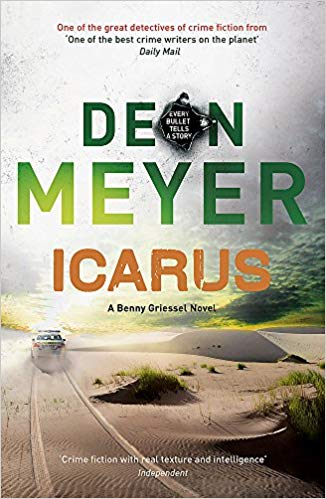 One of the great detectives of crime fiction from
'One of the best crime writers on the planet'
Daily Mail
DEON
EVERY
BULLET
TELLS
A STORY
MEYER
ICARUS
A Benny Griessel Novel
'Crime fiction with real texture and intelligence'
Independent